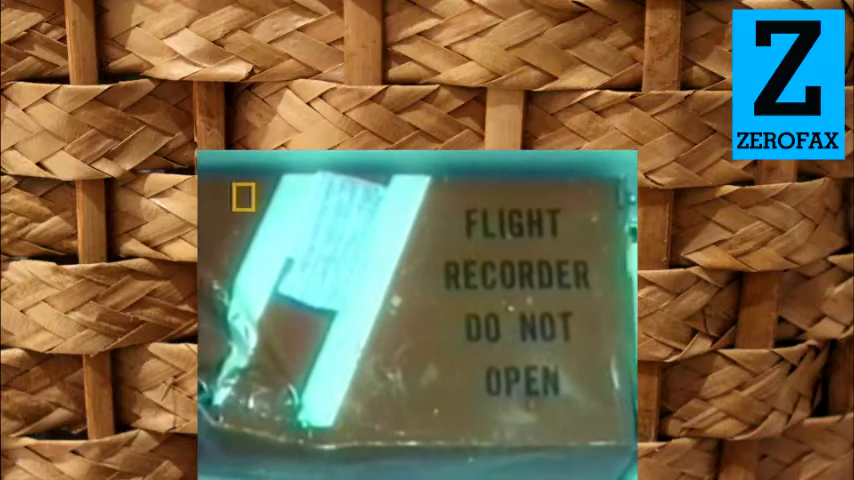 Z
ZEROFAX
FLIGHT
RECORDER
DO NOT
OPEN